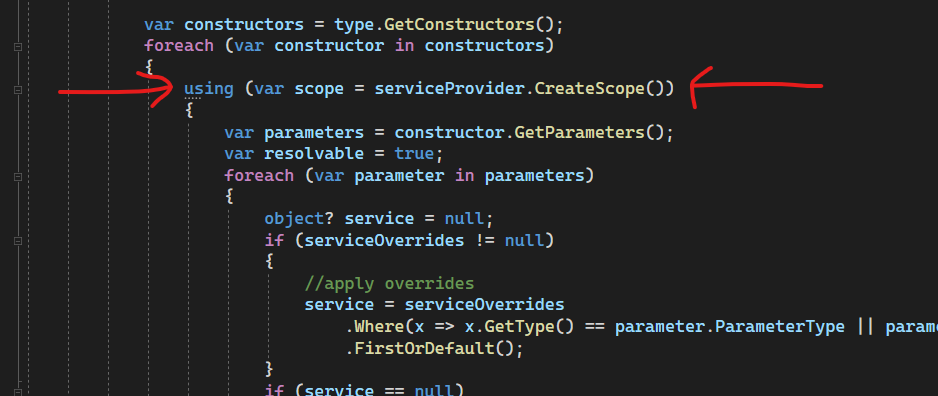 var constructors = type.GetConstructors();
foreach (var constructor in constructors)
{
using (var scope = serviceProvider.CreateScope())
{
var parameters = constructor.GetParameters();
var resolvable = true;
foreach (var parameter in parameters)
{
object? service = null;
if (serviceOverrides != null)
{
//apply overrides
service = serviceOverrides
.Where(x => x.GetType() == parameter.ParameterType || param
.FirstOrDefault();
}
if (service == null)